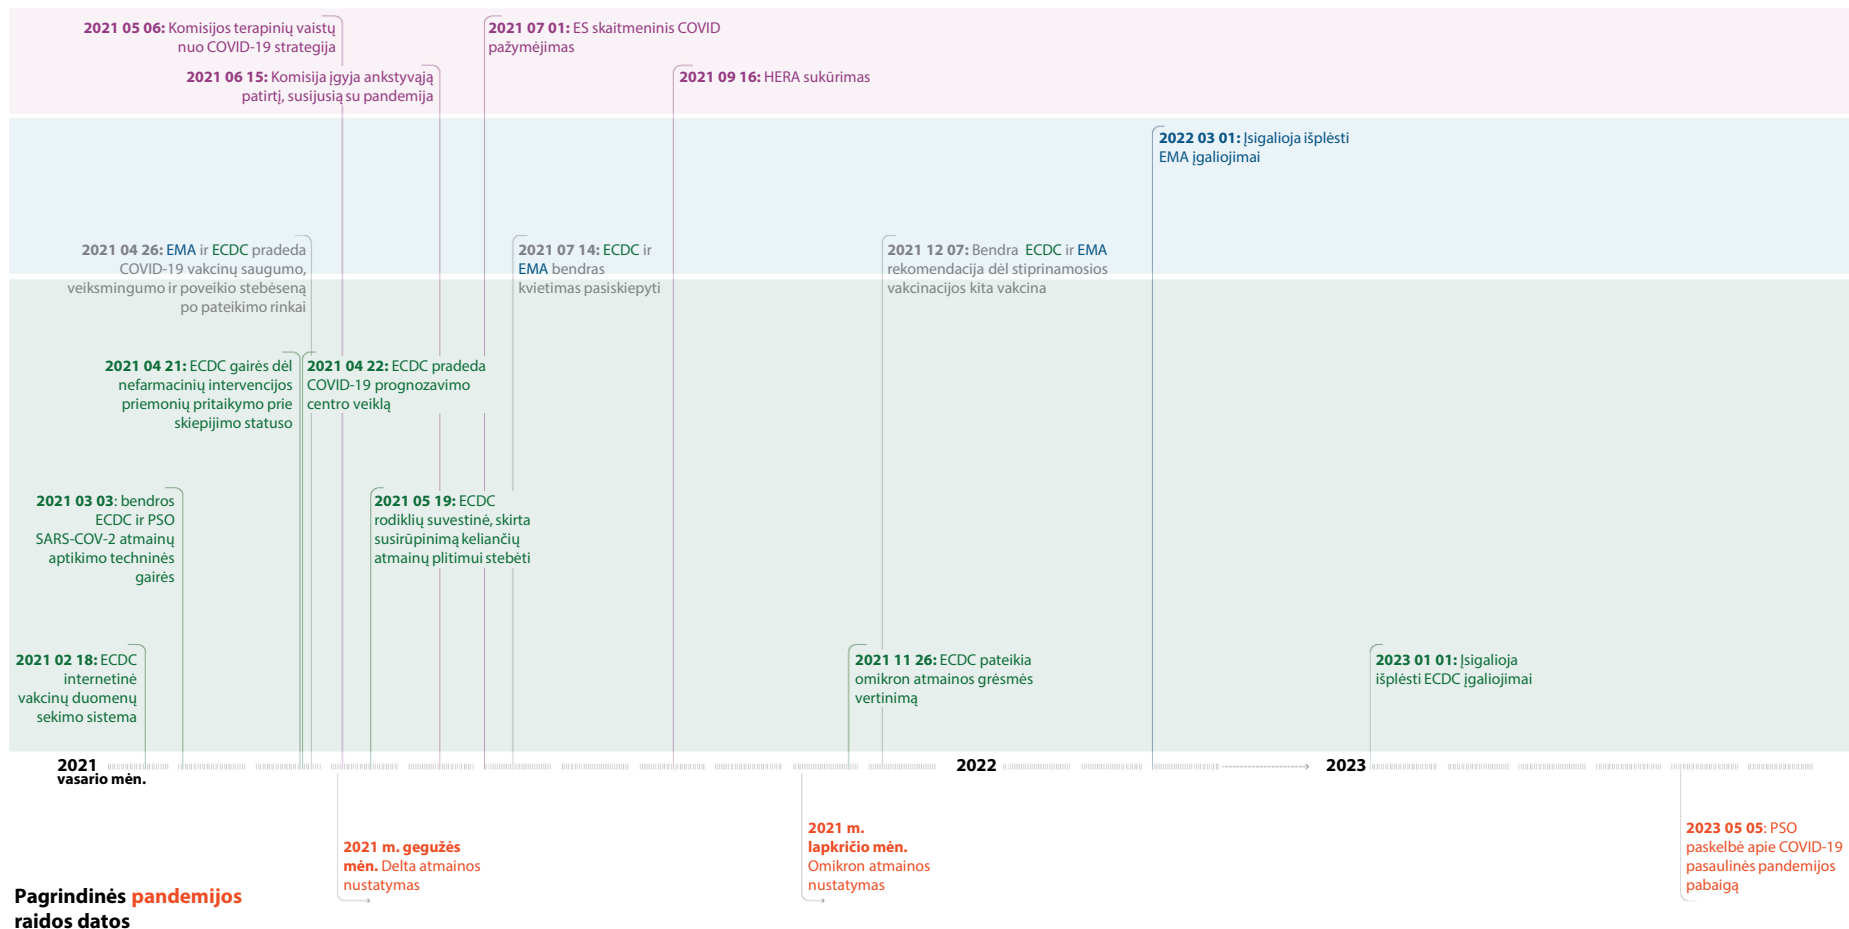 2021 05 06: Komisijos terapinių vaistų
nuo COVID-19 strategija
2021 06 15: Komisija įgyja ankstyvąją
patirtį, susijusią su pandemija
2021 07 01: ES skaitmeninis COVID
pažymėjimas
2021 09 16: HERA sukūrimas
2022 03 01: Įsigalioja išplėsti
EMA įgaliojimai
2021 04 26: EMA ir ECDC pradeda
COVID-19 vakcinų saugumo,
veiksmingumo ir poveikio stebėseną
po pateikimo rinkai
2021 07 14: ECDC ir
EMA bendras
kvietimas pasiskiepyti
2021 12 07: Bendra ECDC ir EMA
rekomendacija dėl stiprinamosios
vakcinacijos kita vakcina
2021 04 21: ECDC gairės dėl
nefarmacinių intervencijos
priemonių pritaikymo prie
skiepijimo statuso
2021 04 22: ECDC pradeda
COVID-19 prognozavimo
centro veiklą
2021 03 03: bendros
ECDC ir PSO
SARS-COV-2 atmainų
aptikimo techninės
gairės
2021 05 19: ECDC
rodiklių suvestinė, skirta
susirūpinimą keliančių
atmainų plitimui stebėti
2021 02 18: ECDC
internetinė
vakcinų duomenų
sekimo sistema
2021 11 26: ECDC pateikia
omikron atmainos grėsmės
vertinimą
2023 01 01: Įsigalioja
išplėsti ECDC įgaliojimai
2021
vasario mėn.
2022
2023
2021 m. gegužės
mėn. Delta atmainos
nustatymas
2021 m.
lapkričio mėn.
Omikron atmainos
nustatymas
2023 05 05: PSO
paskelbė apie COVID-19
pasaulinės pandemijos
pabaigą
Pagrindinės pandemijos
raidos datos